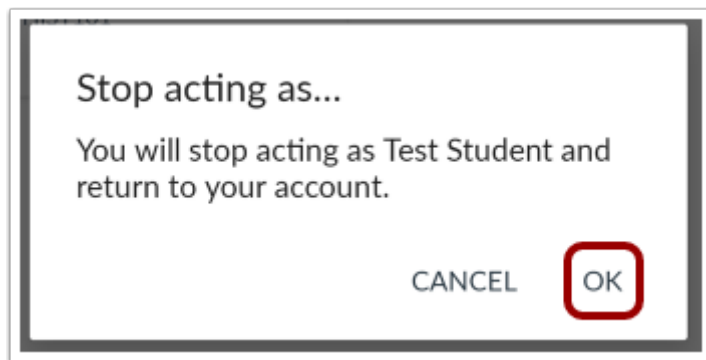 Stop acting as...
You will stop acting as Test Student and
return to your account.
CANCEL OK